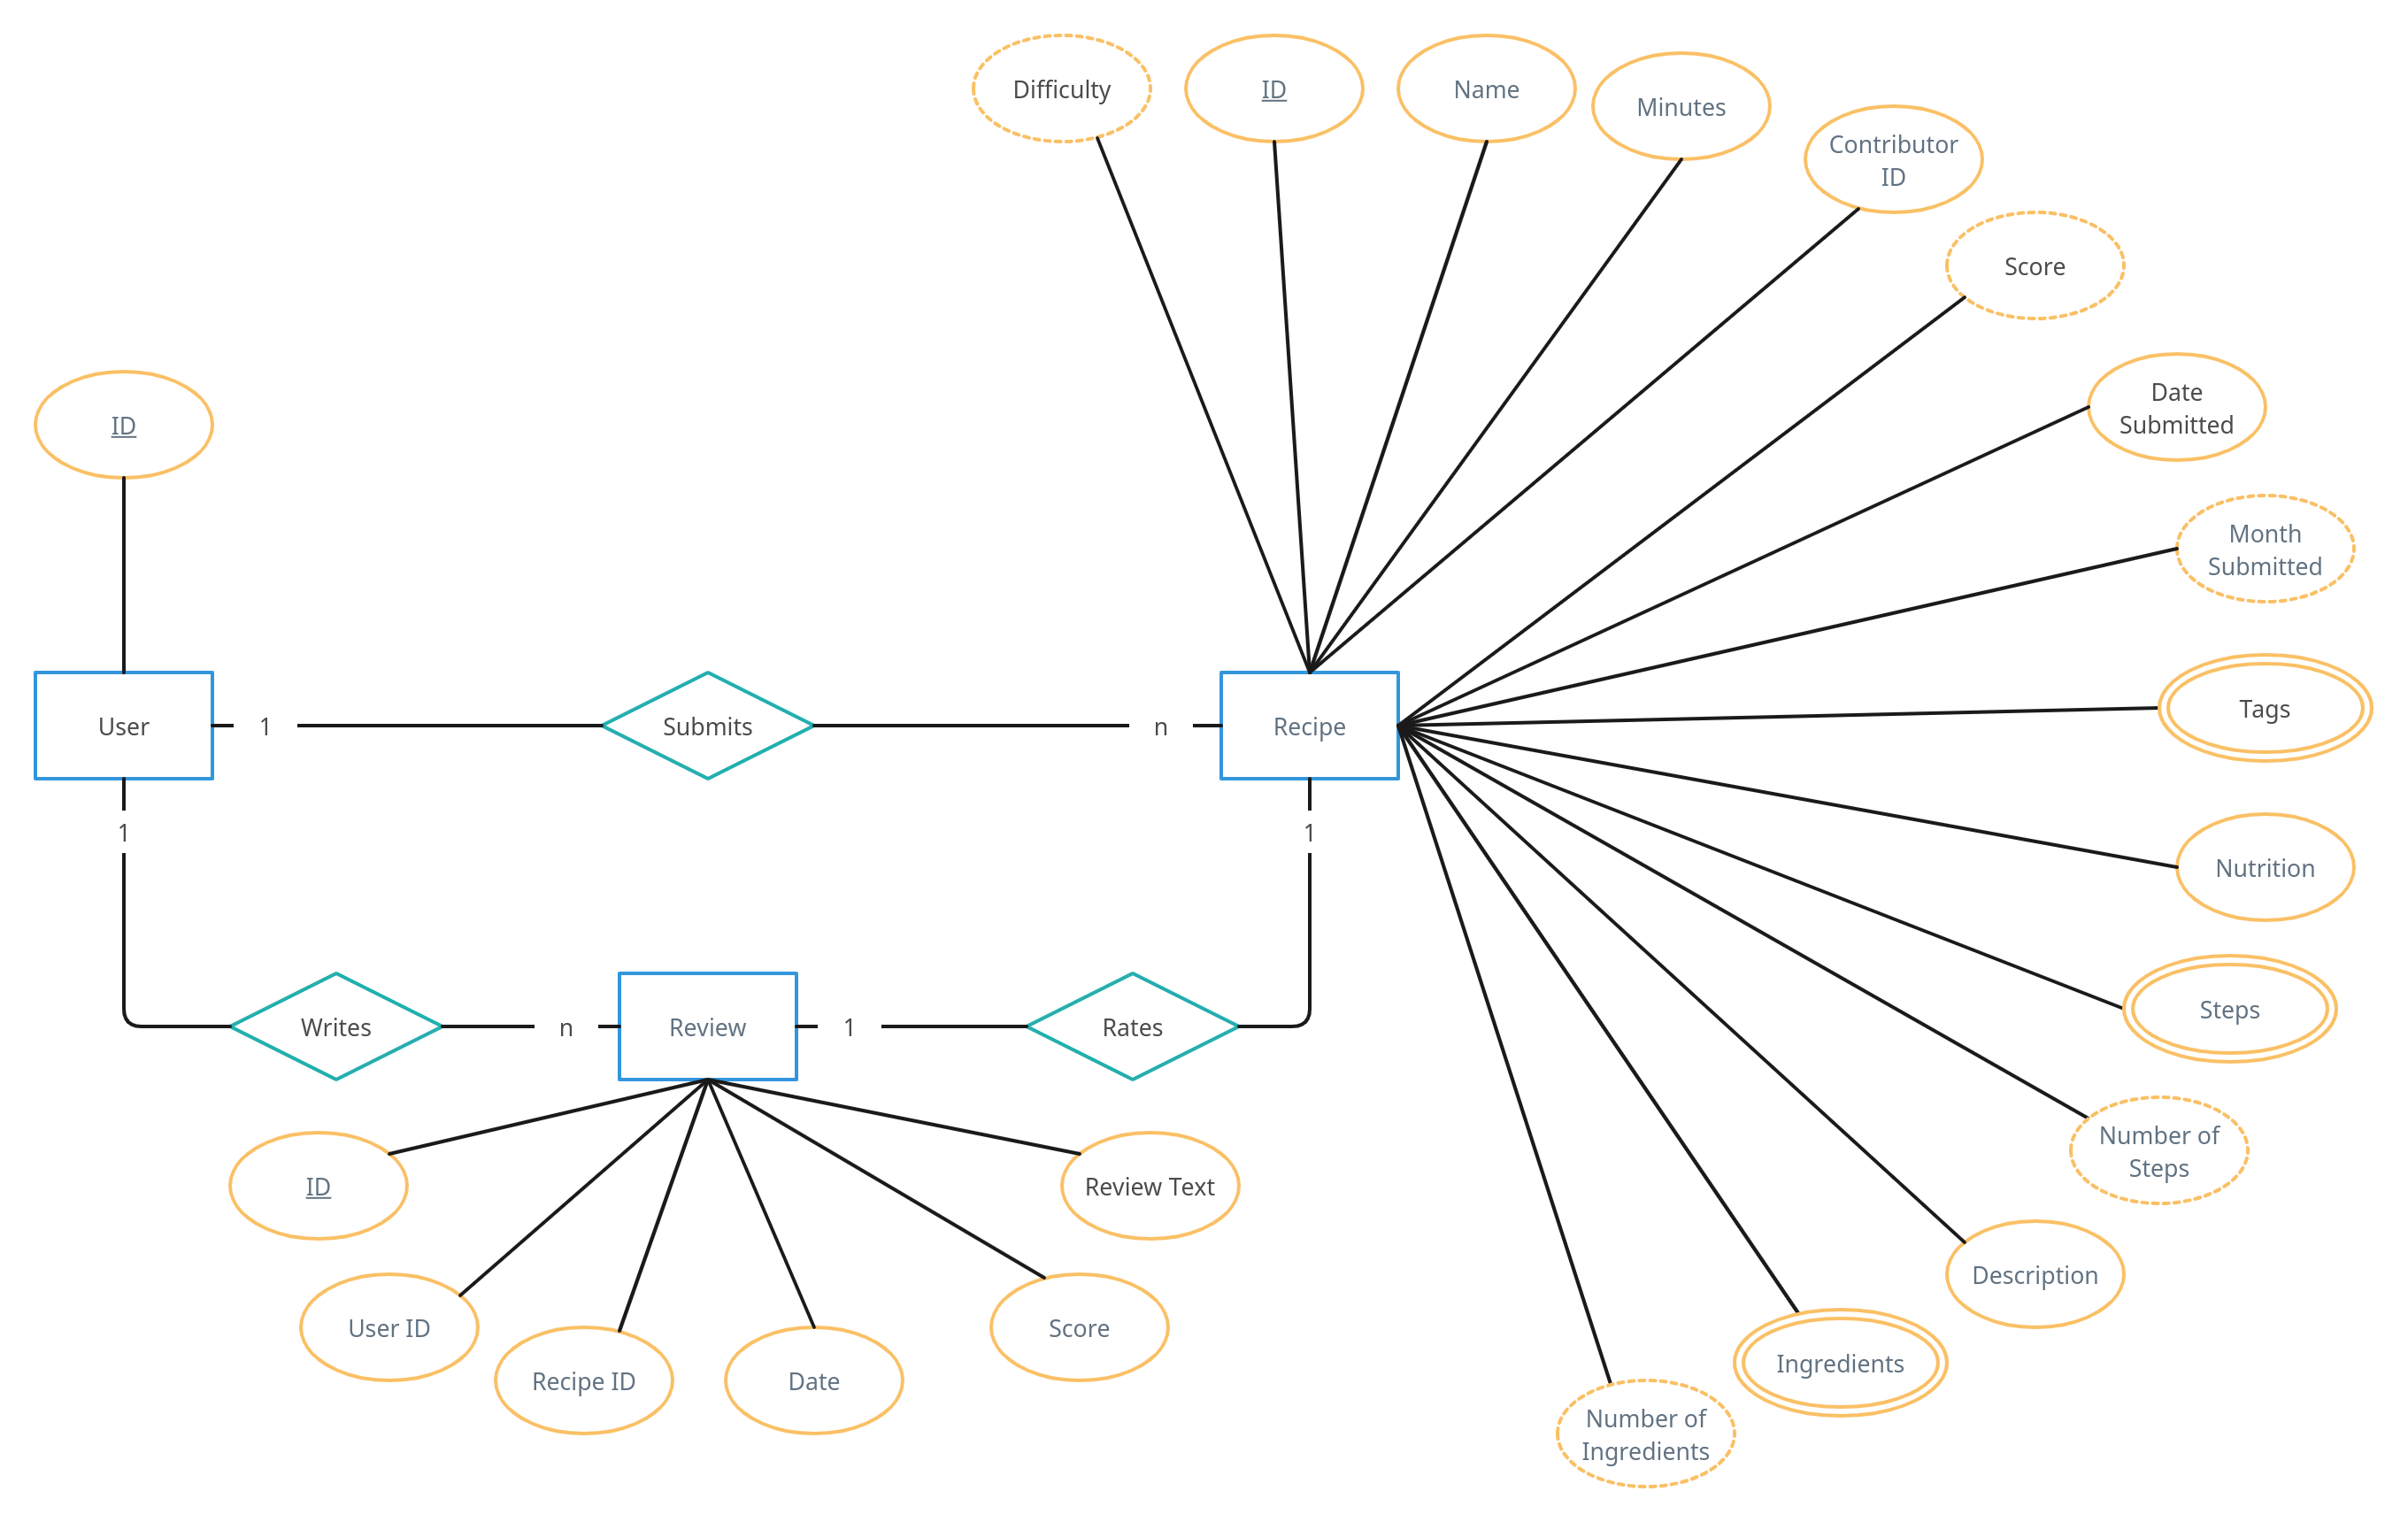 Difficulty
ID
Name
Minutes
Contributor
ID
Score
Date
Submitted
ID
Month
Submitted
User
1
Submits
n
Recipe
Tags
1
1
Nutrition
Writes
n
Review
1
Rates
Steps
Number of
Steps
ID
Review Text
User ID
Recipe ID
Date
Score
Description
Ingredients
Number of
Ingredients